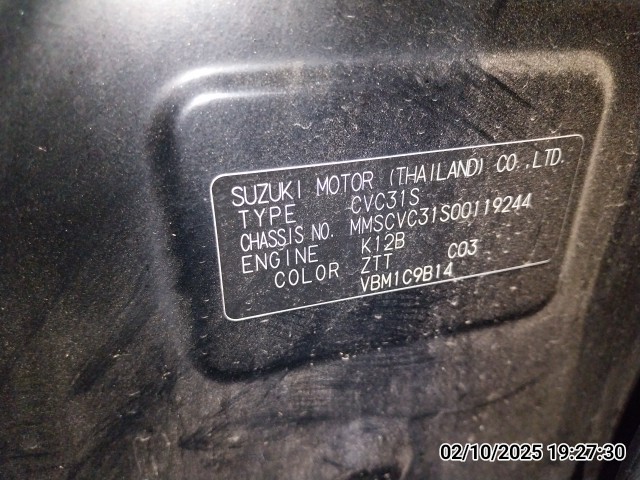 SUZUKI MOTOR (THAILAND) CO.,LTD.
TYPE CVC31S
CHASSIS NO. MMSCVC31S00119244
ENGINE K12B
COLOR ZTT C03
VBM1C9B14
02/10/2025 19:27:30